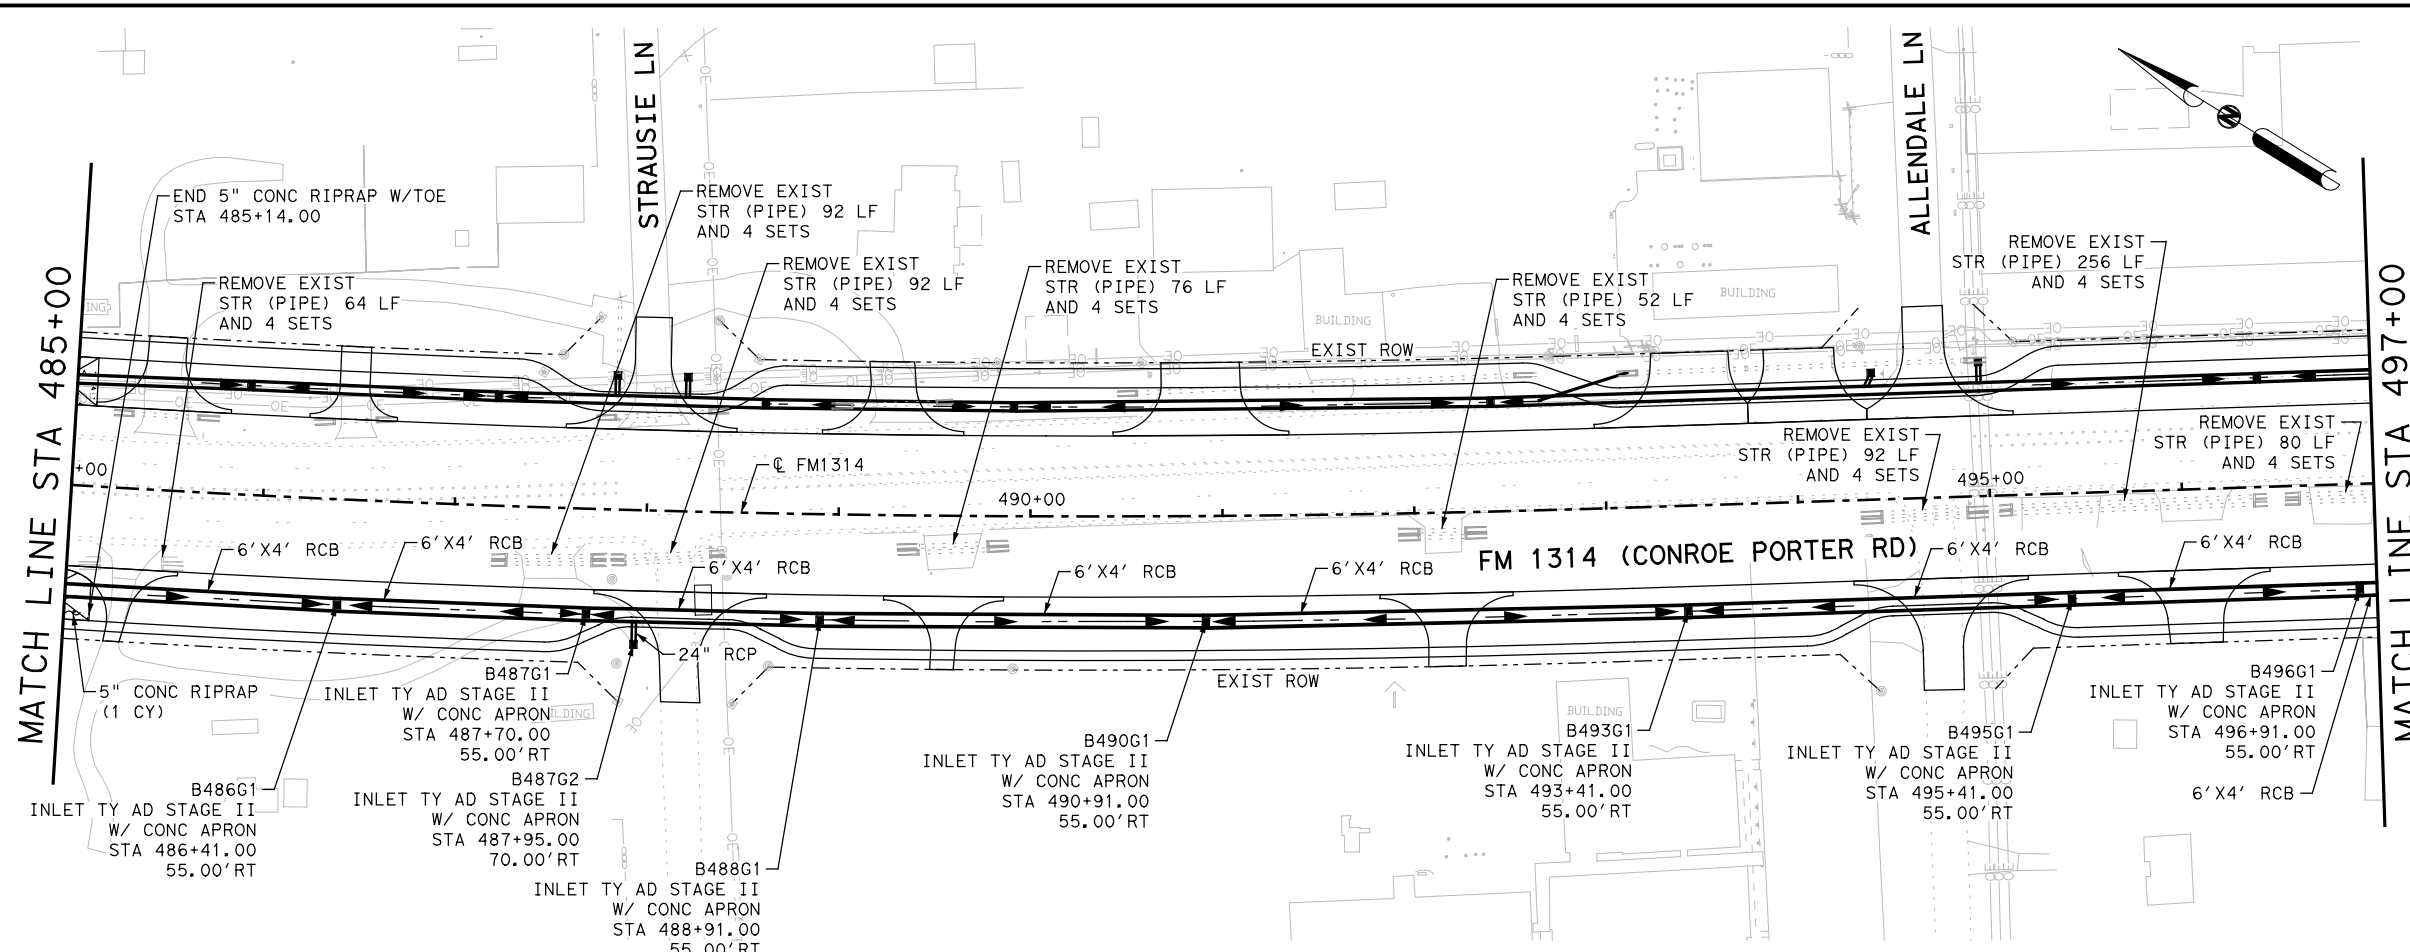 STRAUSIE LN
ALLENDALE LN
N
MATCH LINE STA 485+00
END 5" CONC RIPRAP W/TOE
STA 485+14.00
REMOVE EXIST
STR (PIPE) 64 LF
AND 4 SETS
REMOVE EXIST
STR (PIPE) 92 LF
AND 4 SETS
REMOVE EXIST
STR (PIPE) 92 LF
AND 4 SETS
REMOVE EXIST
STR (PIPE) 76 LF
AND 4 SETS
REMOVE EXIST
STR (PIPE) 52 LF
AND 4 SETS
REMOVE EXIST
STR (PIPE) 256 LF
AND 4 SETS
BUILDING
BUILDING
EXIST ROW
REMOVE EXIST
STR (PIPE) 92 LF
AND 4 SETS
REMOVE EXIST
STR (PIPE) 80 LF
AND 4 SETS
MATCH LINE STA 497+00
+00
℄ FM1314
490+00
495+00
FM 1314 (CONROE PORTER RD)
6'X4' RCB
6'X4' RCB
6'X4' RCB
6'X4' RCB
6'X4' RCB
6'X4' RCB
6'X4' RCB
24" RCP
EXIST ROW
BUILDING
5" CONC RIPRAP
(1 CY)
B486G1
INLET TY AD STAGE II
W/ CONC APRON
STA 486+41.00
55.00'RT
B487G1
INLET TY AD STAGE II
W/ CONC APRON
STA 487+70.00
55.00'RT
B487G2
INLET TY AD STAGE II
W/ CONC APRON
STA 487+95.00
70.00'RT
B488G1
INLET TY AD STAGE II
W/ CONC APRON
STA 488+91.00
55.00'RT
B490G1
INLET TY AD STAGE II
W/ CONC APRON
STA 490+91.00
55.00'RT
B493G1
INLET TY AD STAGE II
W/ CONC APRON
STA 493+41.00
55.00'RT
B495G1
INLET TY AD STAGE II
W/ CONC APRON
STA 495+41.00
55.00'RT
B496G1
INLET TY AD STAGE II
W/ CONC APRON
STA 496+91.00
55.00'RT
6'X4' RCB